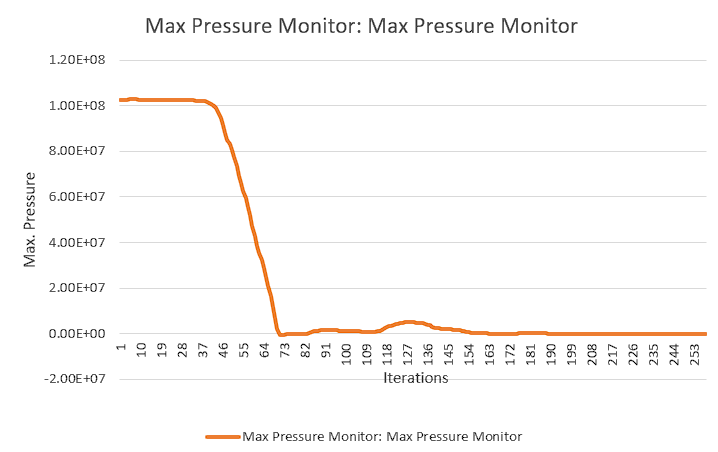 Max Pressure Monitor: Max Pressure Monitor
1.20E+08
1.00E+08
8.00E+07
6.00E+07
4.00E+07
2.00E+07
0.00E+00
-2.00E+07
Max. Pressure
1 10 19 28 37 46 55 64 73 82 91 100 109 118 127 136 145 154 163 172 181 190 199 208 217 226 235 244 253
Iterations
Max Pressure Monitor: Max Pressure Monitor